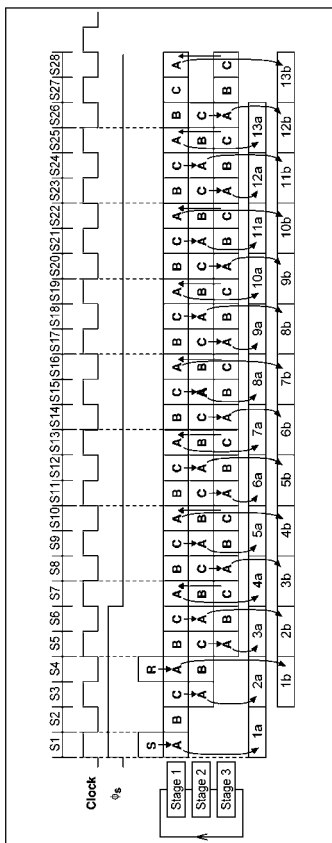 S1 S2 S3 S4 S5 S6 S7 S8 S9 S10 S11 S12 S13 S14 S15 S16 S17 S18 S19 S20 S21 S22 S23 S24 S25 S26 S27 S28
Clock
ϕs
S R
Stage 1 A B C A B C A B C A B C A B C A B C A B C A B C A B C A
Stage 2 A B C A B C A B C A B C A B C A B C A B C A B C
Stage 3 A B C A B C A B C A B C A B C A B C A B C A B C
1a 2a 3a 4a 5a 6a 7a 8a 9a 10a 11a 12a 13a
1b 2b 3b 4b 5b 6b 7b 8b 9b 10b 11b 12b 13b